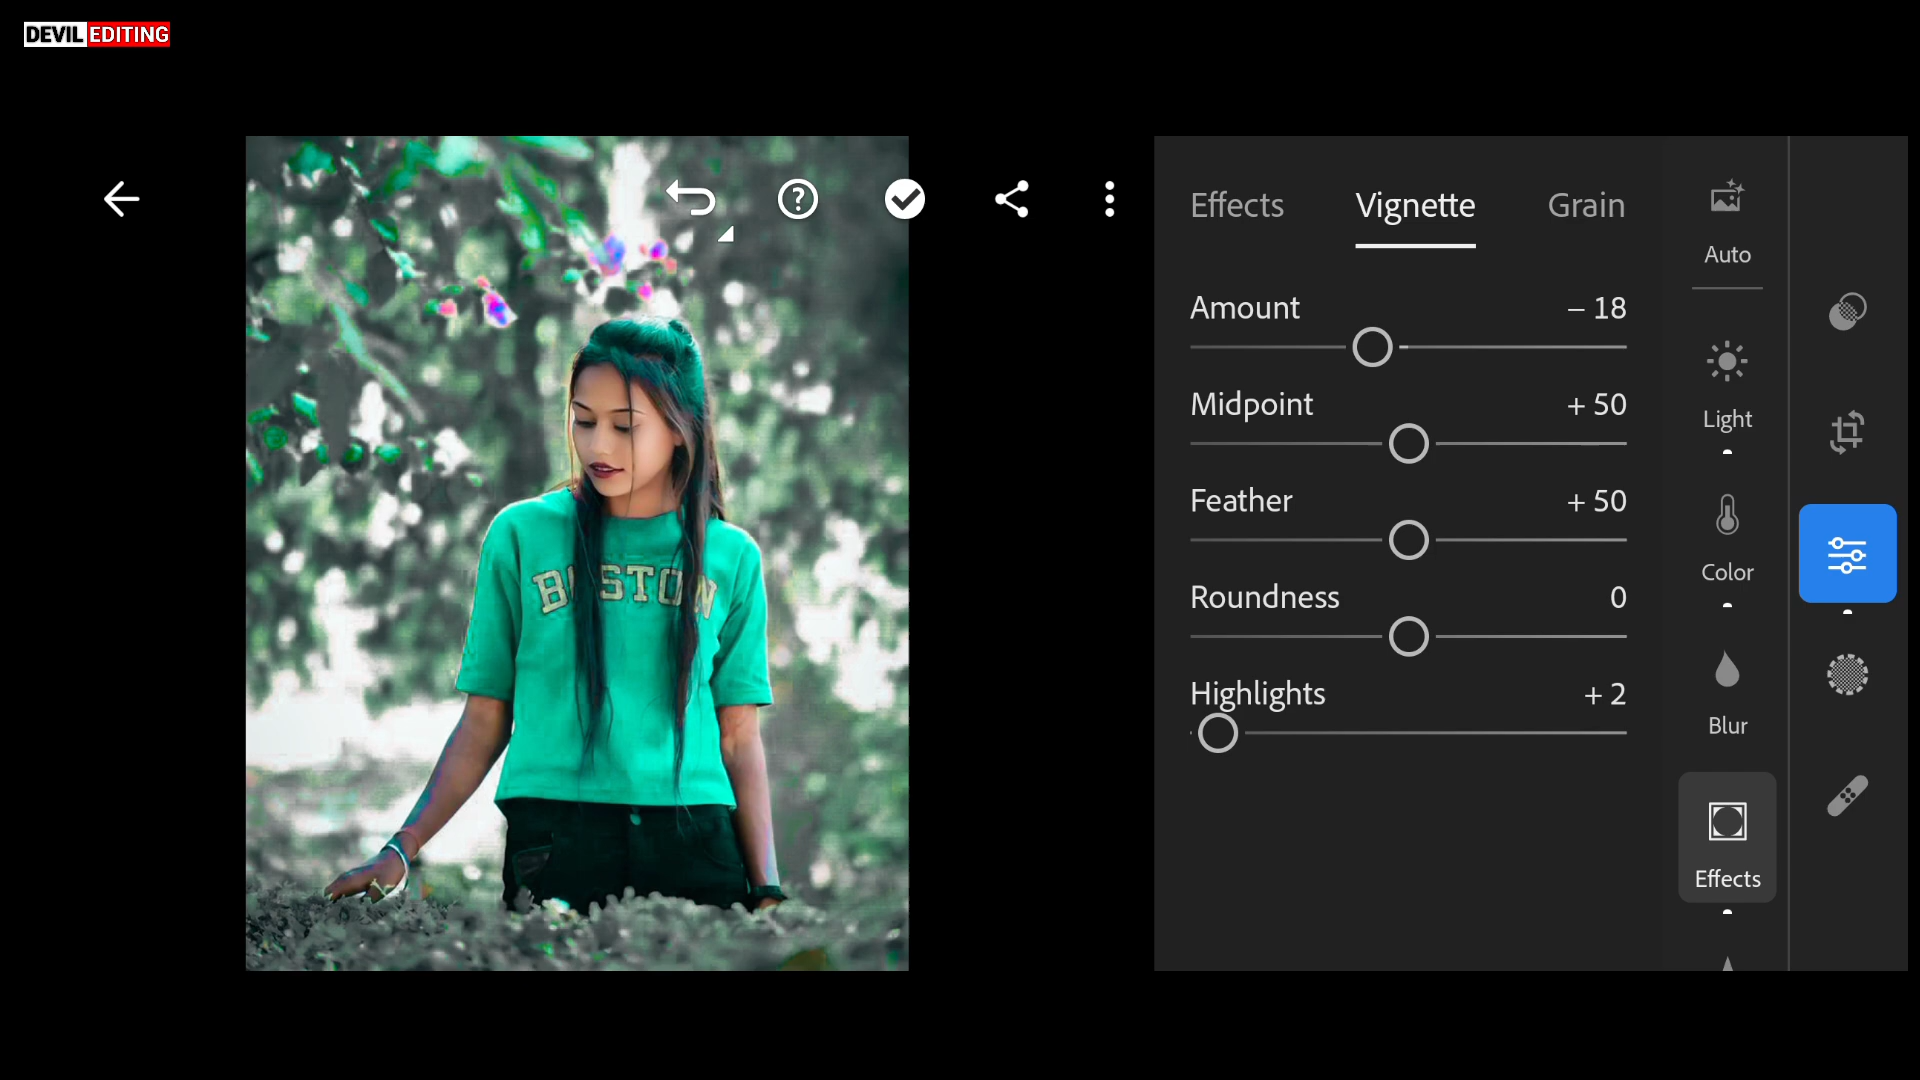 DEVIL EDITING
Effects Vignette Grain
Amount − 18
Midpoint + 50
Feather + 50
Roundness 0
Highlights + 2
Auto
Light
Color
Blur
Effects
BOSTON